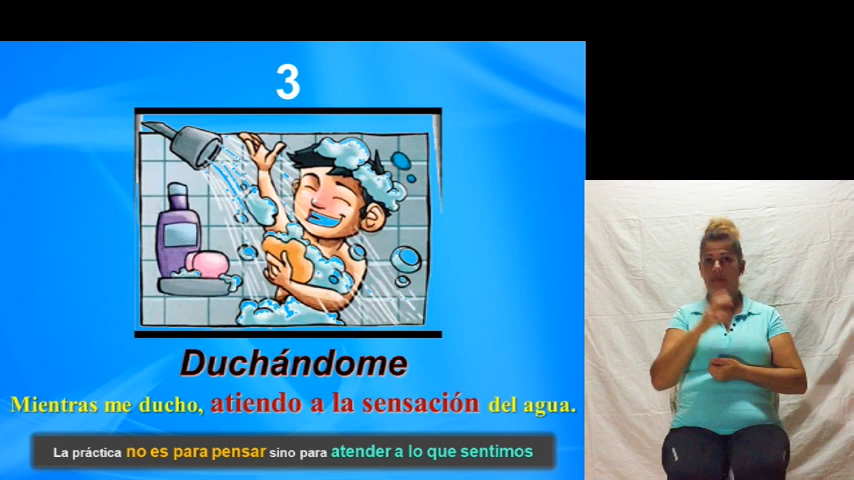 3
Duchándome
Mientras me ducho, atiendo a la sensación del agua.
La práctica no es para pensar sino para atender a lo que sentimos